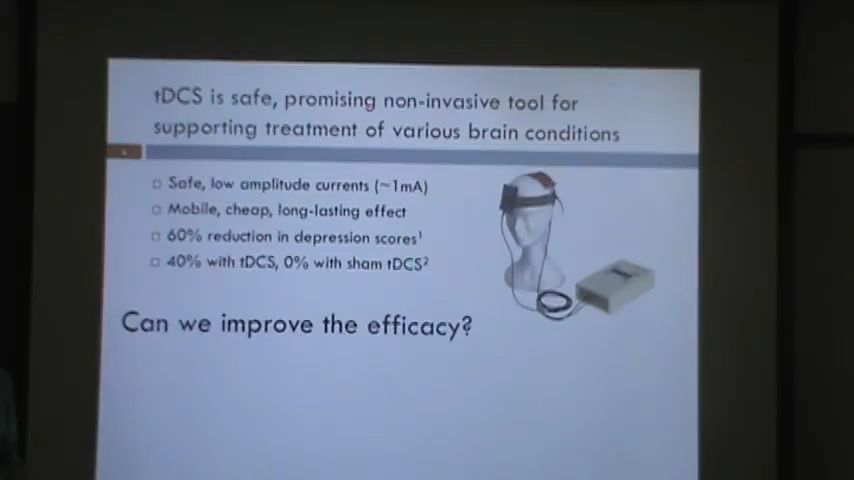 tDCS is safe, promising non-invasive tool for
supporting treatment of various brain conditions
Safe, low amplitude currents (~1mA)
Mobile, cheap, long-lasting effect
60% reduction in depression scores¹
40% with tDCS, 0% with sham tDCS²
Can we improve the efficacy?